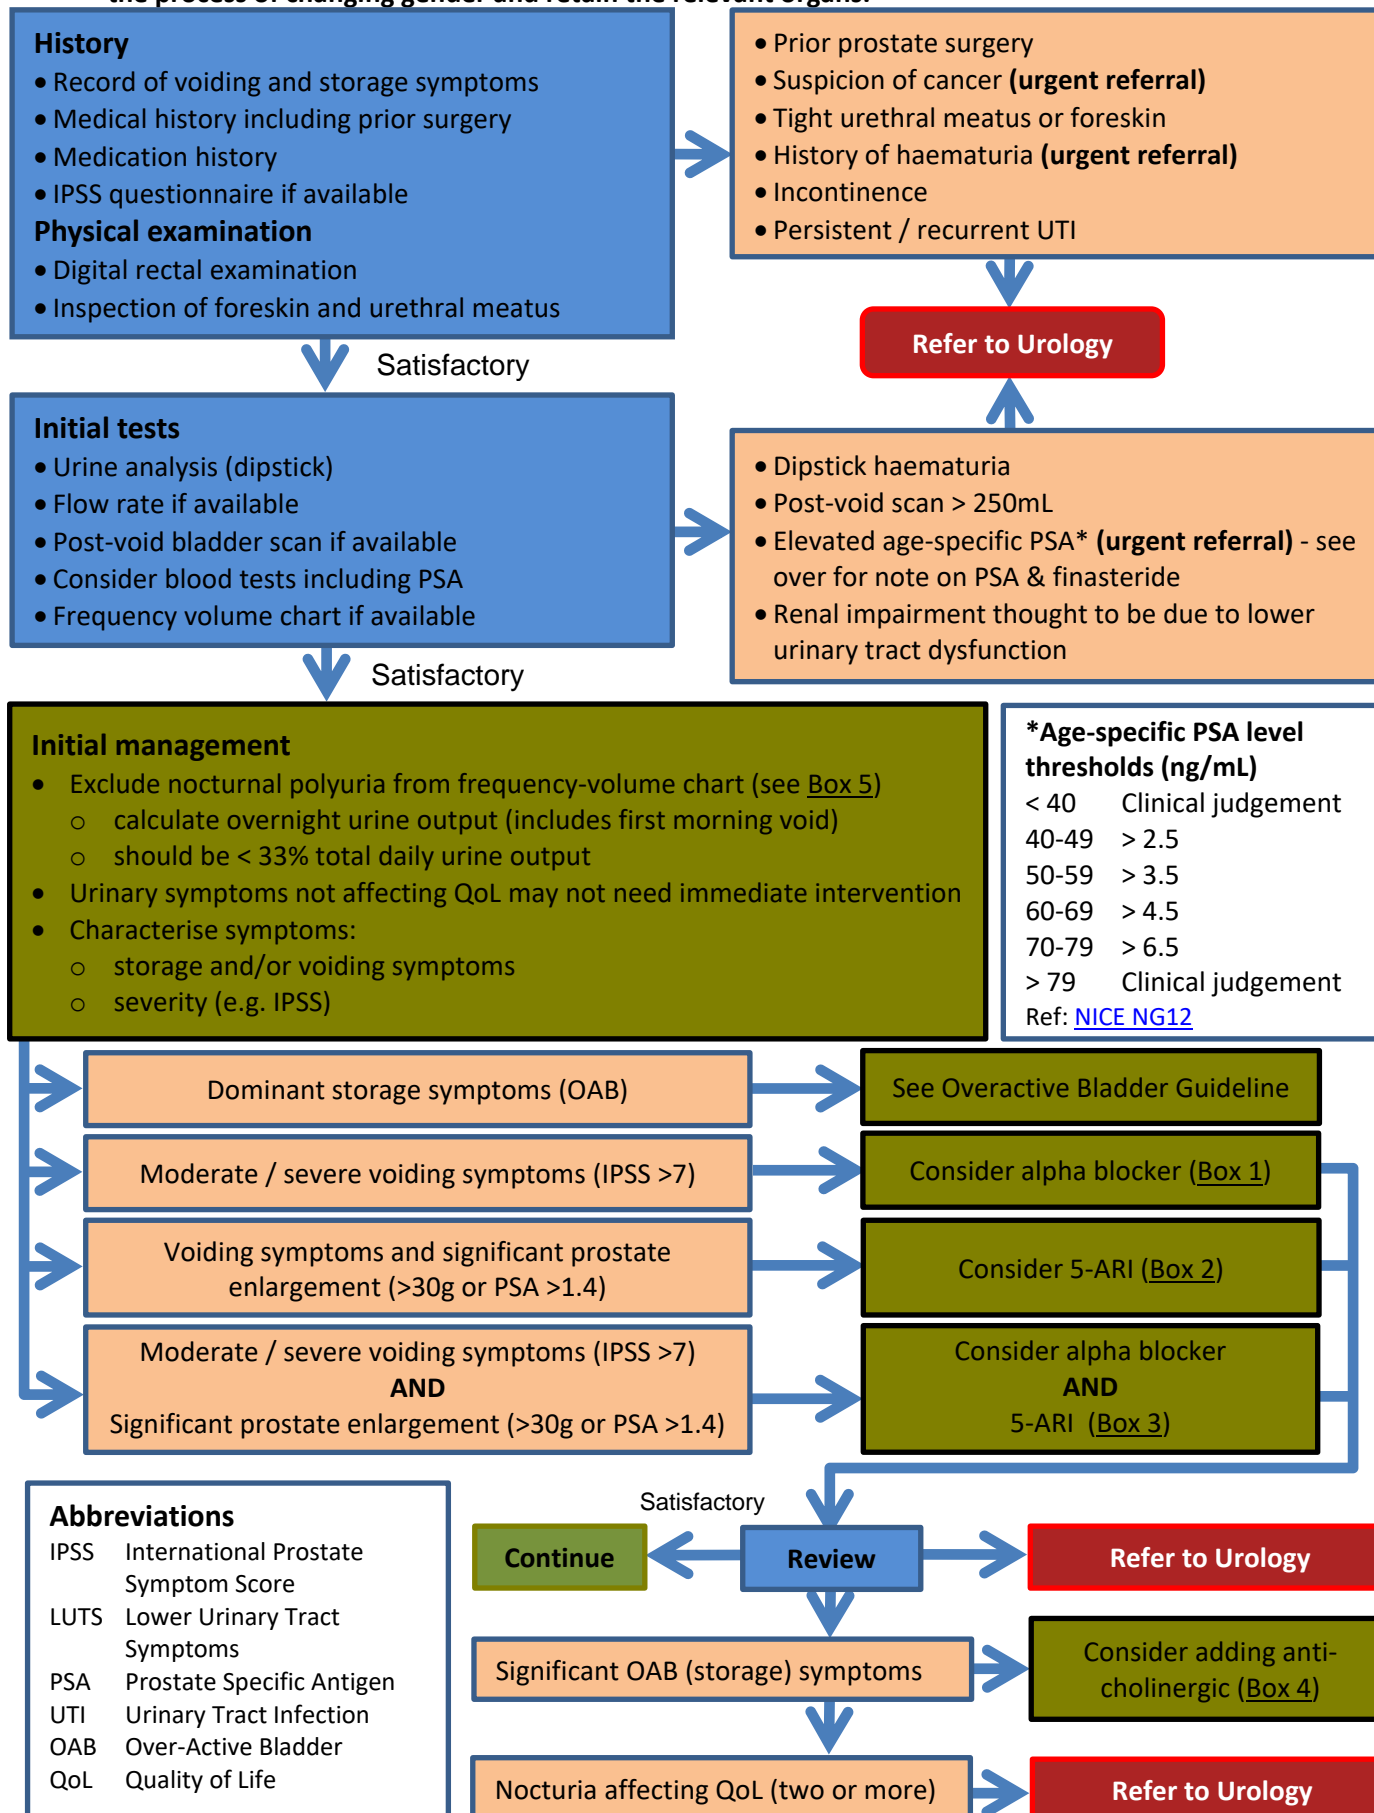 the process of changing gender and retain the relevant organs.
History
• Record of voiding and storage symptoms
• Medical history including prior surgery
• Medication history
• IPSS questionnaire if available
Physical examination
• Digital rectal examination
• Inspection of foreskin and urethral meatus
• Prior prostate surgery
• Suspicion of cancer (urgent referral)
• Tight urethral meatus or foreskin
• History of haematuria (urgent referral)
• Incontinence
• Persistent / recurrent UTI
Refer to Urology
Satisfactory
Initial tests
• Urine analysis (dipstick)
• Flow rate if available
• Post-void bladder scan if available
• Consider blood tests including PSA
• Frequency volume chart if available
• Dipstick haematuria
• Post-void scan > 250mL
• Elevated age-specific PSA* (urgent referral) - see
over for note on PSA & finasteride
• Renal impairment thought to be due to lower
urinary tract dysfunction
Satisfactory
Initial management
• Exclude nocturnal polyuria from frequency-volume chart (see Box 5)
o calculate overnight urine output (includes first morning void)
o should be < 33% total daily urine output
• Urinary symptoms not affecting QoL may not need immediate intervention
• Characterise symptoms:
o storage and/or voiding symptoms
o severity (e.g. IPSS)
*Age-specific PSA level
thresholds (ng/mL)
< 40 Clinical judgement
40-49 > 2.5
50-59 > 3.5
60-69 > 4.5
70-79 > 6.5
> 79 Clinical judgement
Ref: NICE NG12
Dominant storage symptoms (OAB)
See Overactive Bladder Guideline
Moderate / severe voiding symptoms (IPSS >7)
Consider alpha blocker (Box 1)
Voiding symptoms and significant prostate
enlargement (>30g or PSA >1.4)
Consider 5-ARI (Box 2)
Moderate / severe voiding symptoms (IPSS >7)
AND
Significant prostate enlargement (>30g or PSA >1.4)
Consider alpha blocker
AND
5-ARI (Box 3)
Abbreviations
IPSS International Prostate
Symptom Score
LUTS Lower Urinary Tract
Symptoms
PSA Prostate Specific Antigen
UTI Urinary Tract Infection
OAB Over-Active Bladder
QoL Quality of Life
Satisfactory
Continue
Review
Refer to Urology
Significant OAB (storage) symptoms
Consider adding anti-
cholinergic (Box 4)
Nocturia affecting QoL (two or more)
Refer to Urology